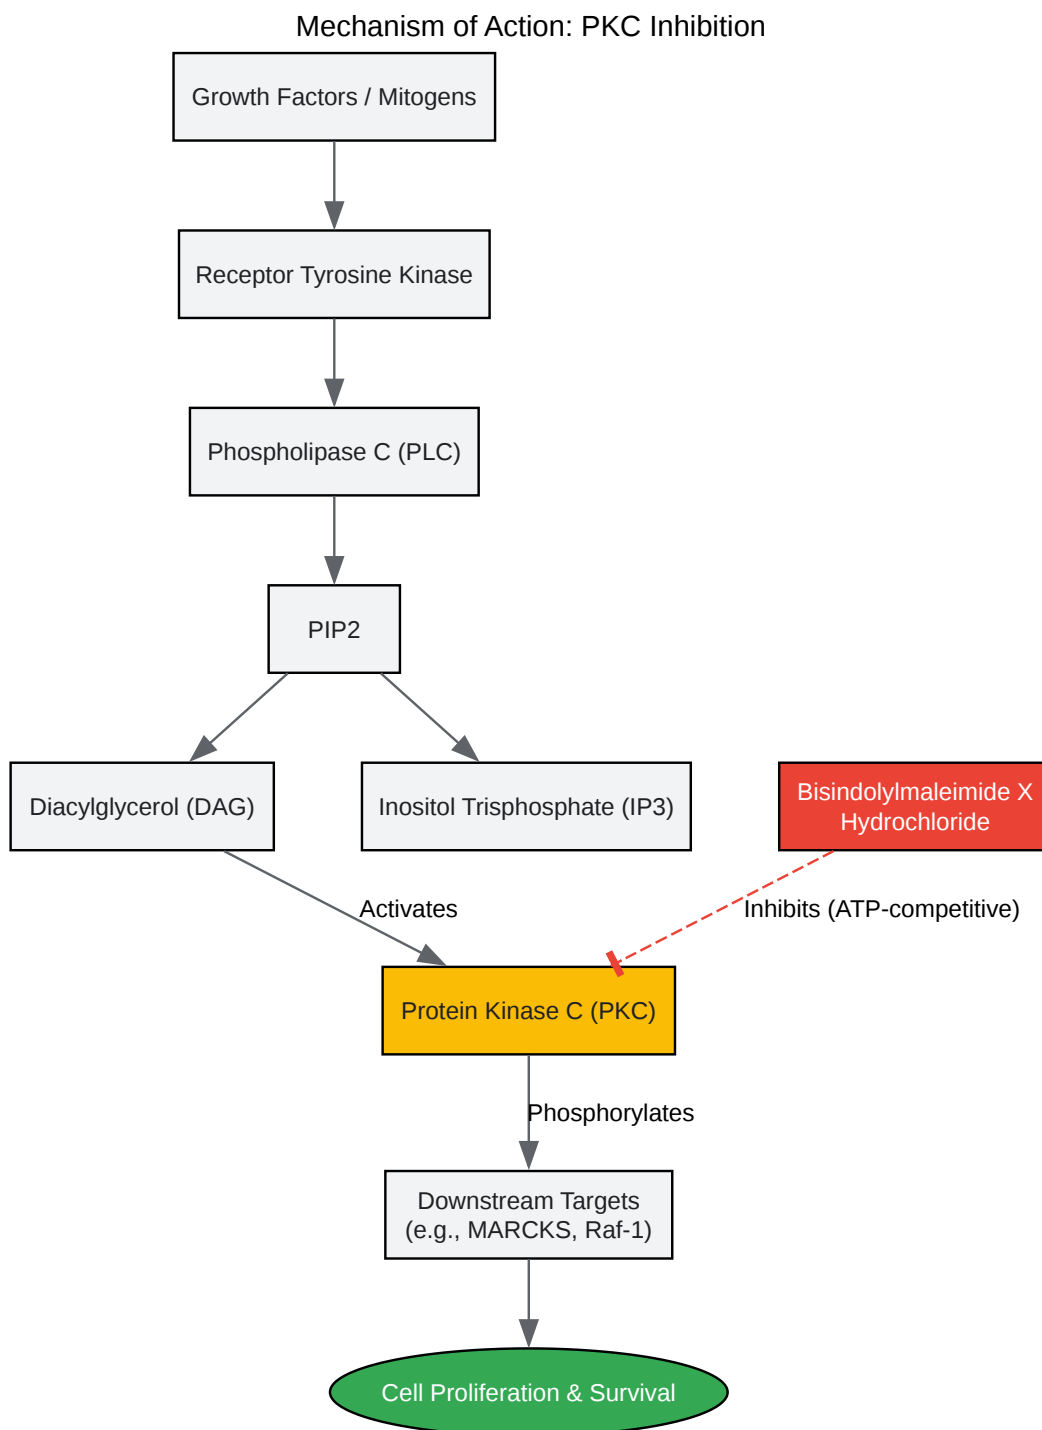 Mechanism of Action: PKC Inhibition
Growth Factors / Mitogens
Receptor Tyrosine Kinase
Phospholipase C (PLC)
PIP2
Diacylglycerol (DAG)
Inositol Trisphosphate (IP3)
Bisindolylmaleimide X
Hydrochloride
Activates
Inhibits (ATP-competitive)
Protein Kinase C (PKC)
Phosphorylates
Downstream Targets
(e.g., MARCKS, Raf-1)
Cell Proliferation & Survival